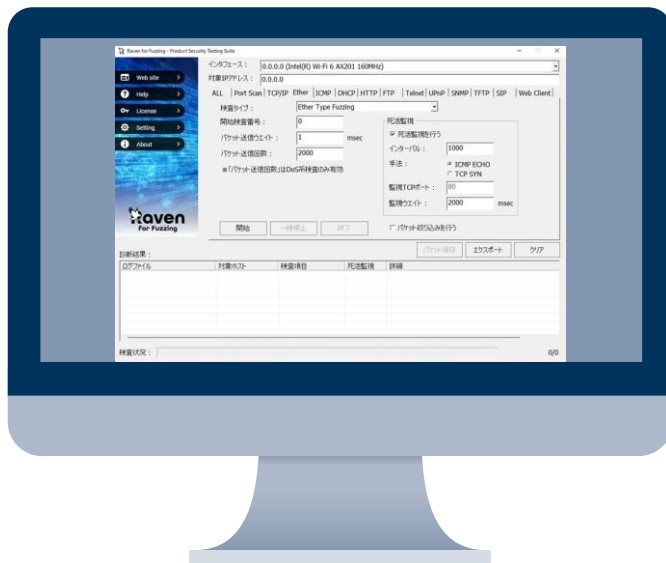 Raven for Fuzzing - Product Security Testing Suite
インタフェース： 0.0.0.0 (Intel(R) Wi-Fi 6 AX201 160MHz)
対象IPアドレス： 0.0.0.0
Web site
Help
License
Setting
About
Raven
For Fuzzing
ALL Port Scan TCP/IP Ether ICMP DHCP HTTP FTP Telnet UPnP SNMP TFTP SIP Web Client
検査タイプ： Ether Type Fuzzing
開始検査番号： 0
パケット送信ウエイト： 1 msec
パケット送信回数： 2000
※「パケット送信回数」はDoS系検査のみ有効
死活監視
死活監視を行う
インターバル： 1000
手法： ICMP ECHO
TCP SYN
監視TCPポート： 80
監視ウエイト： 2000 msec
開始 一時停止 終了 パケット絞り込みを行う
パケット保存 エクスポート クリア
診断結果：
ログファイル 対象ホスト 検査項目 死活監視 詳細
検査状況： 0/0